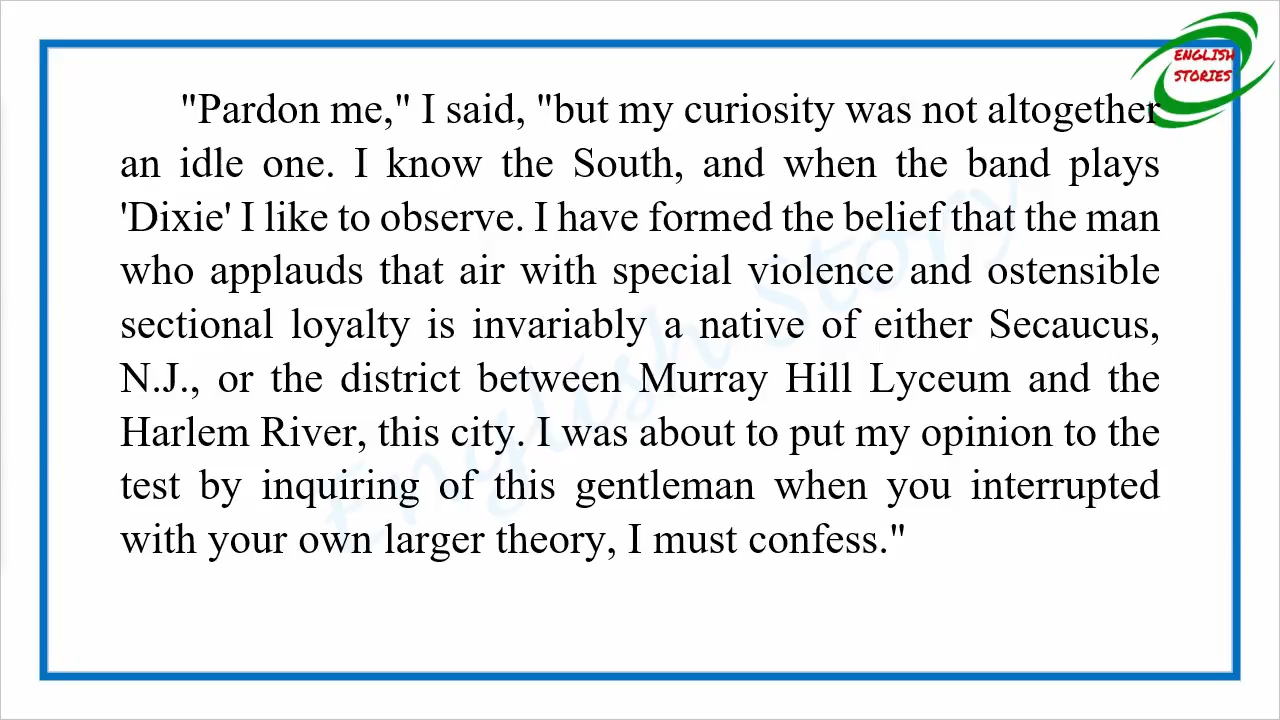 ENGLISH
STORIES
"Pardon me," I said, "but my curiosity was not altogether
an idle one. I know the South, and when the band plays
'Dixie' I like to observe. I have formed the belief that the man
who applauds that air with special violence and ostensible
sectional loyalty is invariably a native of either Secaucus,
N.J., or the district between Murray Hill Lyceum and the
Harlem River, this city. I was about to put my opinion to the
test by inquiring of this gentleman when you interrupted
with your own larger theory, I must confess."
English Story